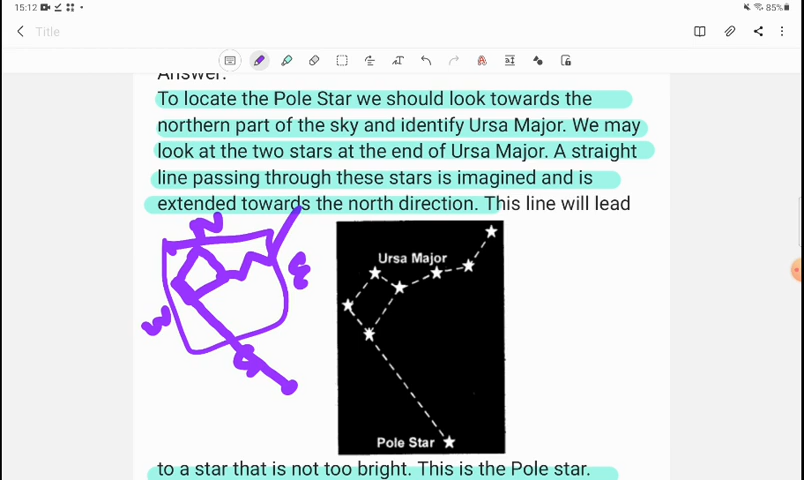 15:12
85%
Title
Answer:
To locate the Pole Star we should look towards the
northern part of the sky and identify Ursa Major. We may
look at the two stars at the end of Ursa Major. A straight
line passing through these stars is imagined and is
extended towards the north direction. This line will lead
N
E
W
S
Ursa Major
Pole Star
to a star that is not too bright. This is the Pole star.